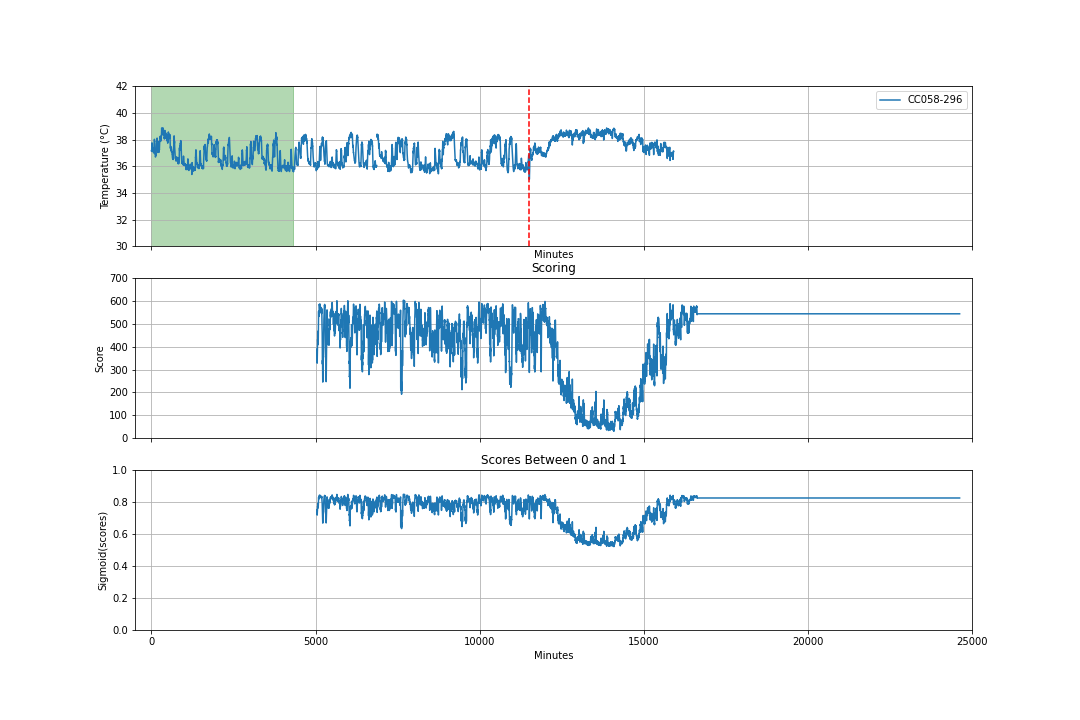 42
40
38
36
34
32
30
Temperature (°C)
CC058-296
Minutes
Scoring
700
600
500
400
300
200
100
0
Score
Scores Between 0 and 1
1.0
0.8
0.6
0.4
0.2
0.0
Sigmoid(scores)
0 5000 10000 15000 20000 25000
Minutes